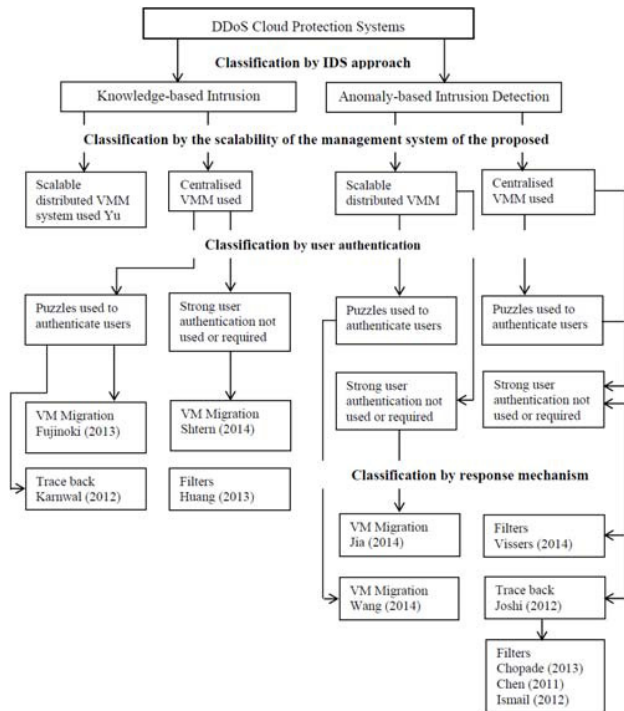 DDoS Cloud Protection Systems
Classification by IDS approach
Knowledge-based Intrusion
Anomaly-based Intrusion Detection
Classification by the scalability of the management system of the proposed
Scalable
distributed VMM
system used Yu
Centralised
VMM used
Scalable
distributed VMM
Centralised
VMM used
Classification by user authentication
Puzzles used to
authenticate users
Strong user
authentication not
used or required
Puzzles used to
authenticate users
Puzzles used to
authenticate users
Strong user
authentication not
used or required
Strong user
authentication not
used or required
VM Migration
Fujinoki (2013)
VM Migration
Shtern (2014)
Trace back
Karnwal (2012)
Filters
Huang (2013)
Classification by response mechanism
VM Migration
Jia (2014)
Filters
Vissers (2014)
VM Migration
Wang (2014)
Trace back
Joshi (2012)
Filters
Chopade (2013)
Chen (2011)
Ismail (2012)